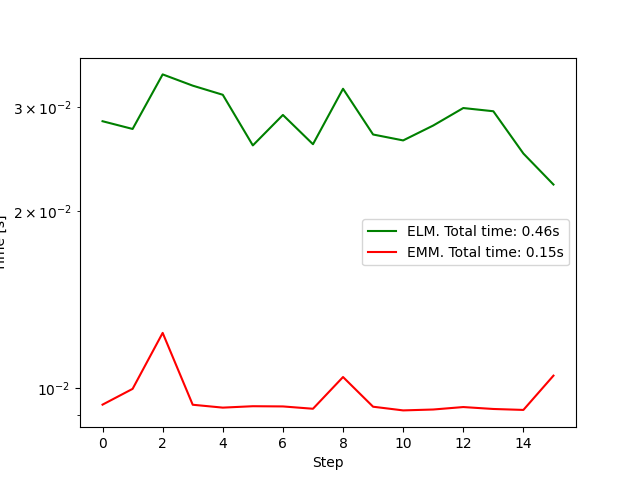 3 × 10⁻²
2 × 10⁻²
10⁻²
Time [s]
ELM. Total time: 0.46s
EMM. Total time: 0.15s
0 2 4 6 8 10 12 14
Step